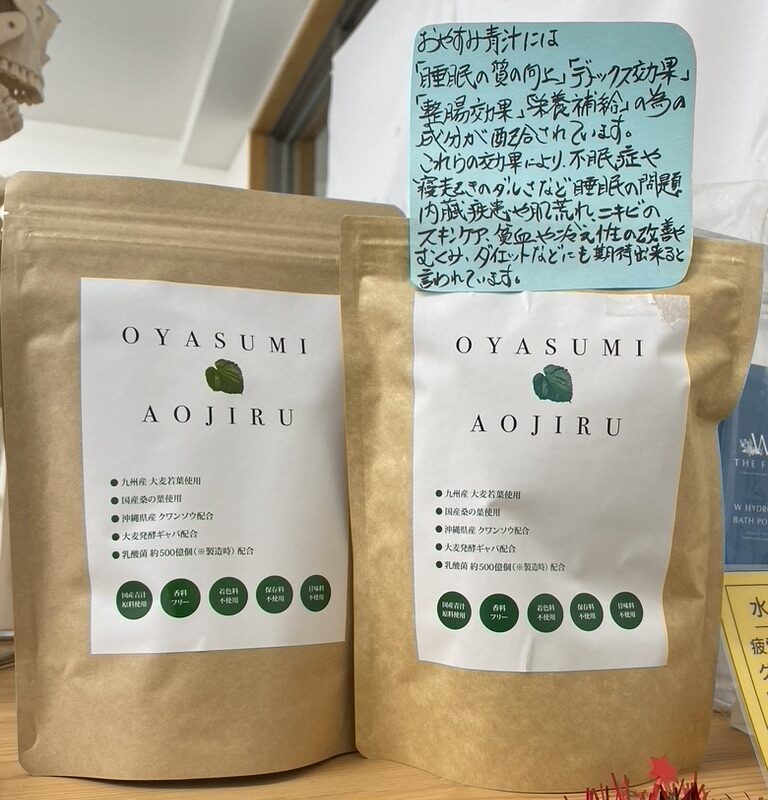 おやすみ青汁には
「睡眠の質の向上」「デトックス効果」
「整腸効果」「栄養補給」の為の
成分が配合されています。
これらの効果により、不眠症や
寝起きのダルさなど睡眠の問題
内臓疾患や肌荒れ、ニキビの
スキンケア、貧血や冷え性の改善や
むくみ、ダイエットなどにも期待出来ると
言われています。
OYASUMI
AOJIRU
●九州産 大麦若葉使用
●国産桑の葉使用
●沖縄県産 クワンソウ配合
●大麦発酵ギャバ配合
●乳酸菌 約500億個(※製造時)配合
国産青汁
原料使用
香料
フリー
着色料
不使用
保存料
不使用
甘味料
不使用
OYASUMI
AOJIRU
●九州産 大麦若葉使用
●国産桑の葉使用
●沖縄県産 クワンソウ配合
●大麦発酵ギャバ配合
●乳酸菌 約500億個(※製造時)配合
国産青汁
原料使用
香料
フリー
着色料
不使用
保存料
不使用
甘味料
不使用
W
THE F
W HYDRO
BATH PO
水
疲
ク